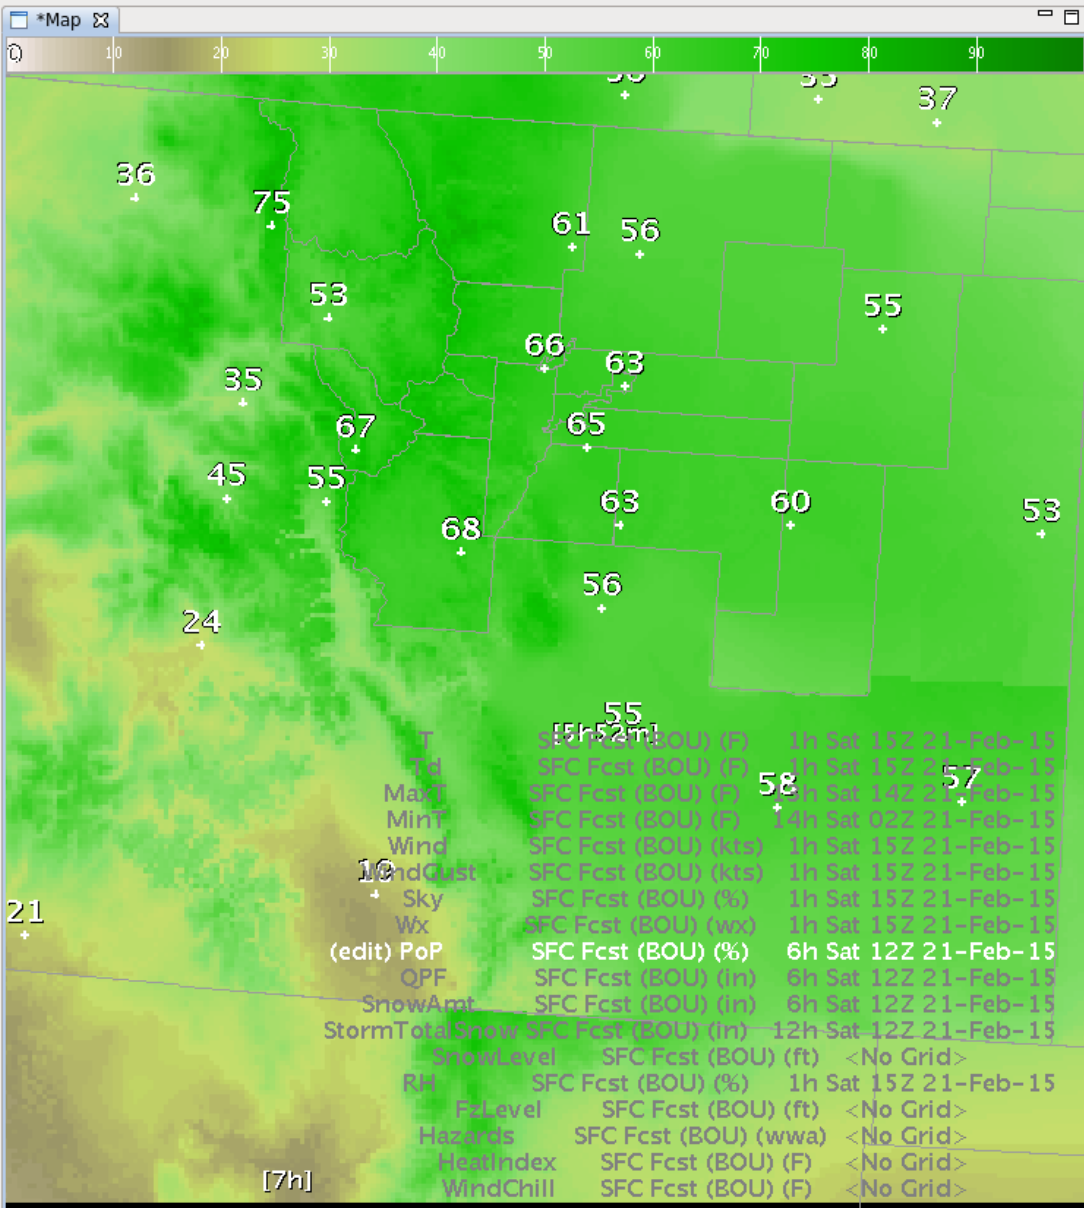 *Map
10 20 30 40 50 60 70 80 90
37
36
75
61 56
53
55
66
63
35
67
65
45 55
63 60 53
68
56
24
55
[5h52m]
T SFC Fcst (BOU) (F) 1h Sat 15Z 21-Feb-15
Td SFC Fcst (BOU) (F) 1h Sat 15Z 21-Feb-15
58 57
MaxT SFC Fcst (BOU) (F) Sat 14Z 21-Feb-15
MinT SFC Fcst (BOU) (F) 14h Sat 02Z 21-Feb-15
Wind SFC Fcst (BOU) (kts) 1h Sat 15Z 21-Feb-15
WindGust SFC Fcst (BOU) (kts) 1h Sat 15Z 21-Feb-15
Sky SFC Fcst (BOU) (%) 1h Sat 15Z 21-Feb-15
21
Wx SFC Fcst (BOU) (wx) 1h Sat 15Z 21-Feb-15
(edit) PoP SFC Fcst (BOU) (%) 6h Sat 12Z 21-Feb-15
QPF SFC Fcst (BOU) (in) 6h Sat 12Z 21-Feb-15
SnowAmt SFC Fcst (BOU) (in) 6h Sat 12Z 21-Feb-15
StormTotalSnow SFC Fcst (BOU) (in) 12h Sat 12Z 21-Feb-15
SnowLevel SFC Fcst (BOU) (ft) <No Grid>
RH SFC Fcst (BOU) (%) 1h Sat 15Z 21-Feb-15
FzLevel SFC Fcst (BOU) (ft) <No Grid>
Hazards SFC Fcst (BOU) (wwa) <No Grid>
HeatIndex SFC Fcst (BOU) (F) <No Grid>
[7h]
WindChill SFC Fcst (BOU) (F) <No Grid>